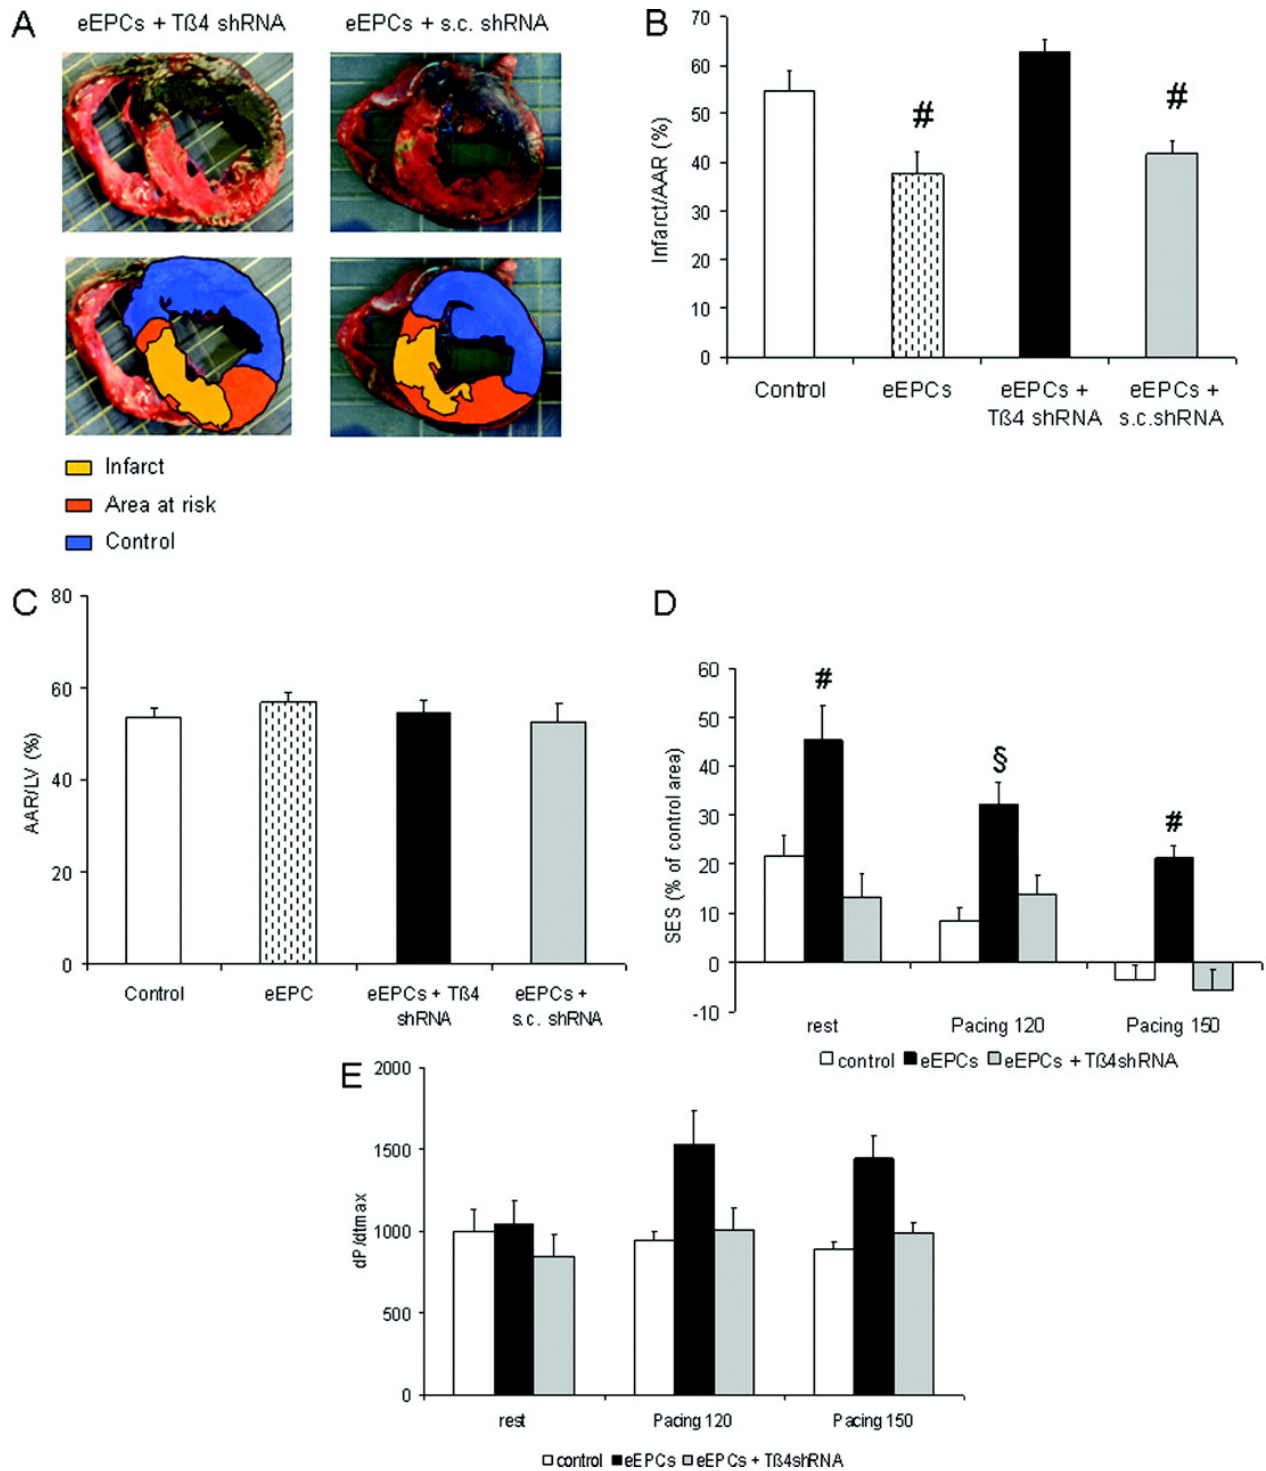 A
eEPCs + Tß4 shRNA
eEPCs + s.c. shRNA
Infarct
Area at risk
Control
B
70
60
50
40
30
20
10
0
Infarct/AAR (%)
#
#
Control
eEPCs
eEPCs +
Tß4 shRNA
eEPCs +
s.c.shRNA
C
80
60
40
20
0
AAR/LV (%)
Control
eEPC
eEPCs + Tß4
shRNA
eEPCs +
s.c. shRNA
D
60
50
40
30
20
10
0
-10
SES (% of control area)
#
§
#
rest
Pacing 120
Pacing 150
control eEPCs eEPCs + Tß4shRNA
E
2000
1500
1000
500
0
dP/dtmax
rest
Pacing 120
Pacing 150
control eEPCs eEPCs + Tß4shRNA